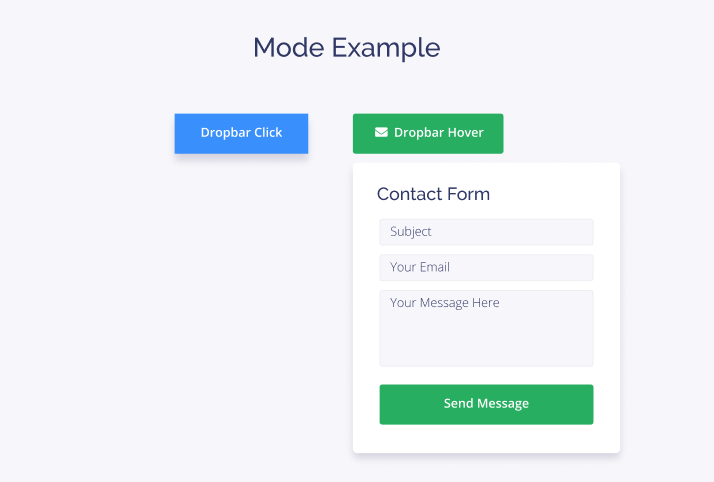 Mode Example
Dropbar Click
Dropbar Hover
Contact Form
Subject
Your Email
Your Message Here
Send Message